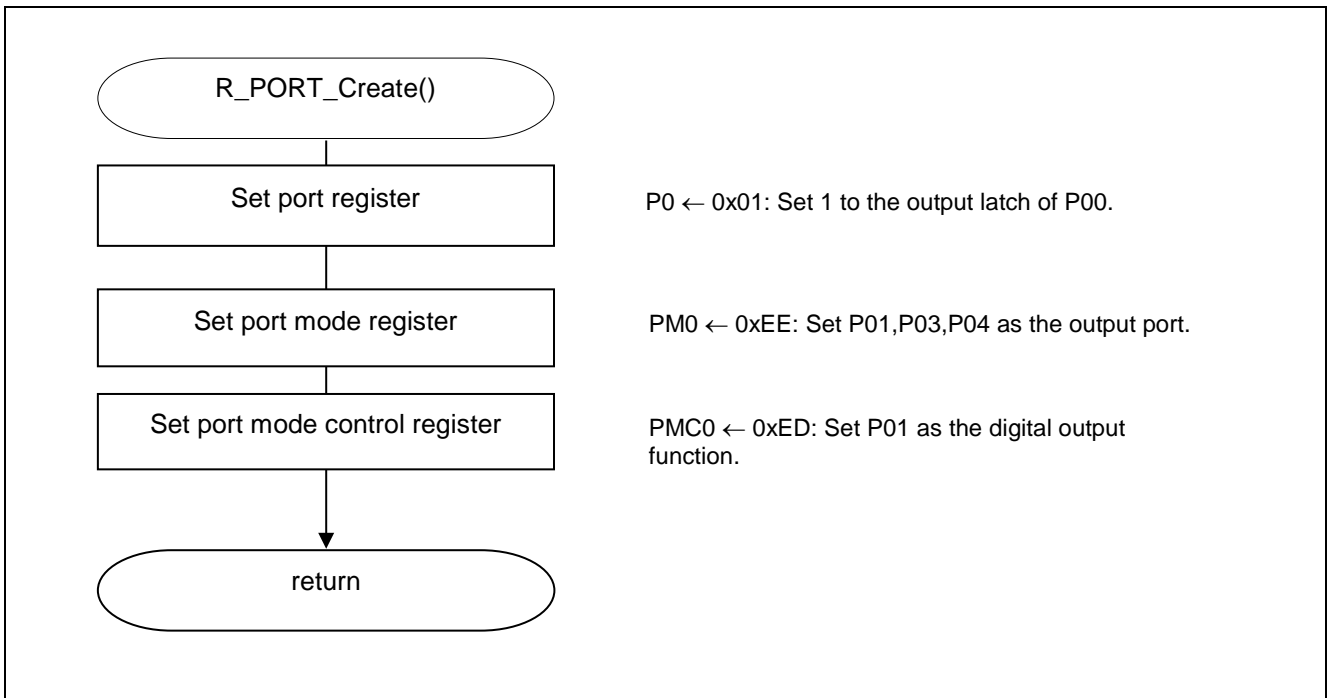 R_PORT_Create()
Set port register
P0 ← 0x01: Set 1 to the output latch of P00.
Set port mode register
PM0 ← 0xEE: Set P01,P03,P04 as the output port.
Set port mode control register
PMC0 ← 0xED: Set P01 as the digital output
function.
return